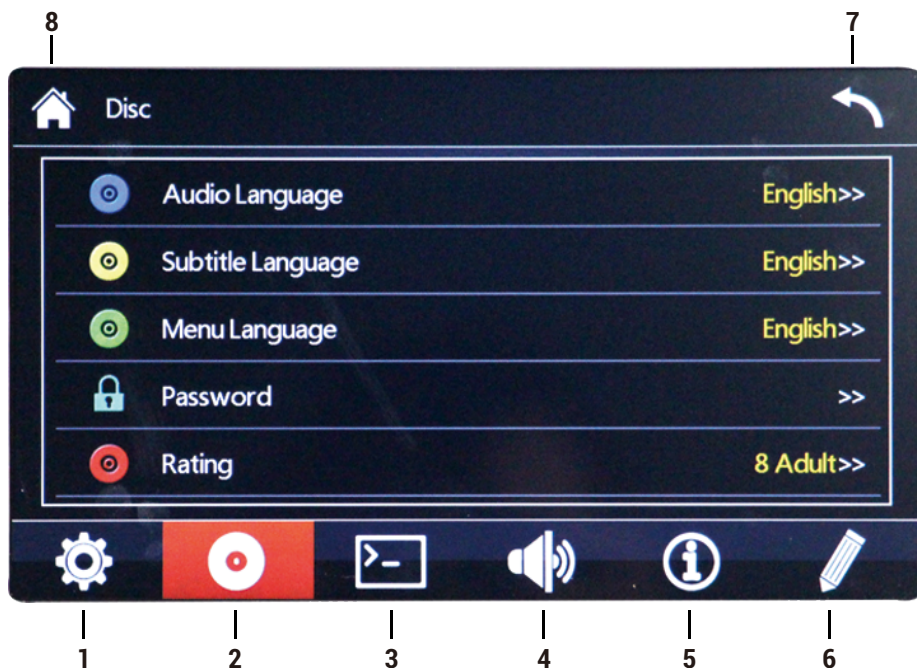 8 7
Disc
Audio Language English>>
Subtitle Language English>>
Menu Language English>>
Password >>
Rating 8 Adult>>
1 2 3 4 5 6